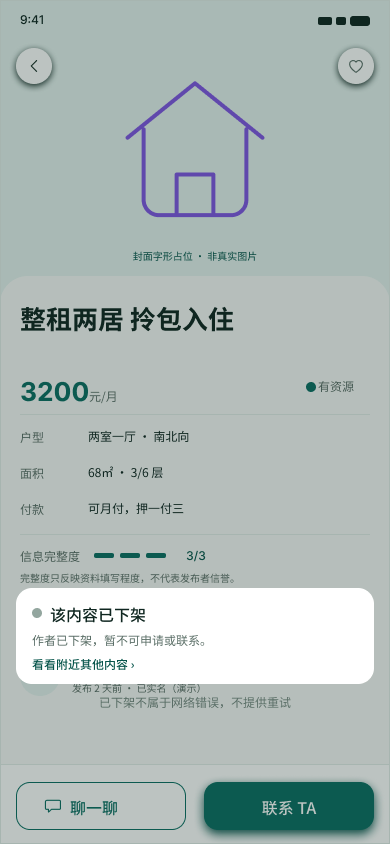 9:41
封面字形占位 · 非真实图片
整租两居 拎包入住
3200元/月
有资源
户型 两室一厅 · 南北向
面积 68㎡ · 3/6 层
付款 可月付，押一付三
信息完整度 3/3
完整度只反映资料填写程度，不代表发布者信誉。
该内容已下架
作者已下架，暂不可申请或联系。
看看附近其他内容 ›
发布 2 天前 · 已实名（演示）
已下架不属于网络错误，不提供重试
聊一聊
联系 TA